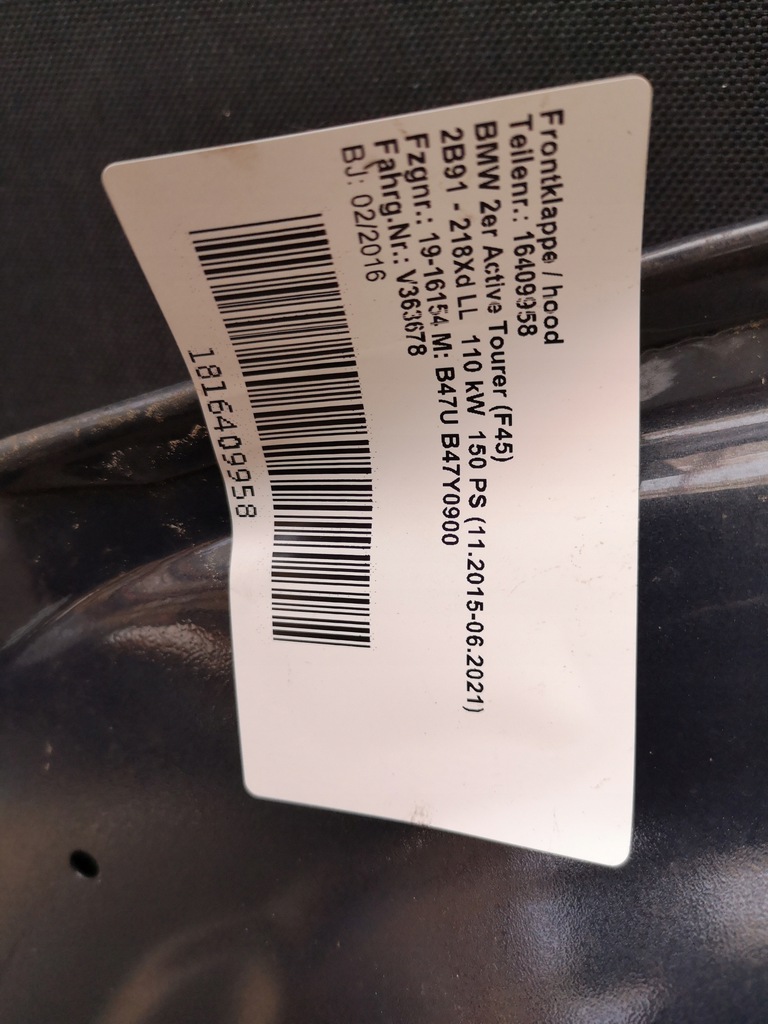 Frontklappe / hood
Teilenr.: 16409958
BMW 2er Active Tourer (F45)
2B91 - 218Xd LL 110 kW 150 PS (11.2015-06.2021)
Fzgnr.: 19-16154 M: B47U B47Y0900
Fahrg.Nr.: V363678
BJ: 02/2016
1816409958